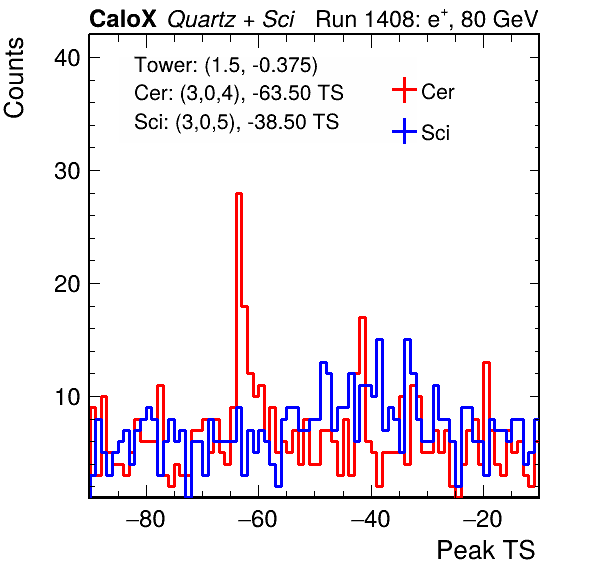 CaloX Quartz + Sci Run 1408: e⁺, 80 GeV
Counts
Tower: (1.5, -0.375)
Cer: (3,0,4), -63.50 TS
Sci: (3,0,5), -38.50 TS
Cer
Sci
40
30
20
10
−80 −60 −40 −20
Peak TS